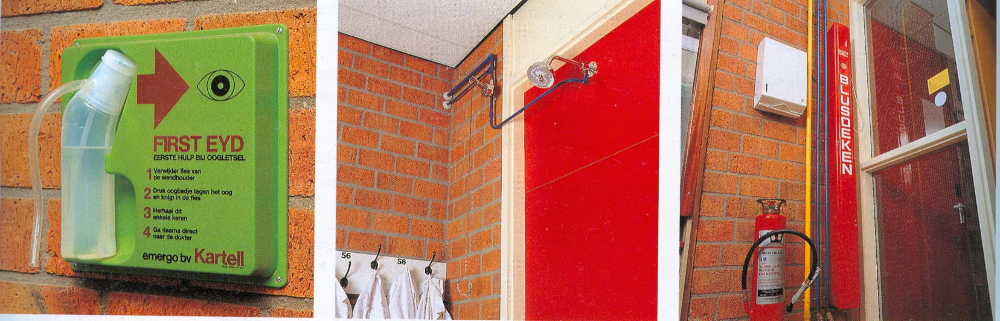 FIRST EYD
EERSTE HULP BIJ OOGLETSEL
1 Verwijder fles van
de wandhouder
2 Druk oogbadje tegen het oog
en knijp in de fles
3 Herhaal dit
enkele keren
4 Ga daarna direct
naar de dokter
emergo bv Kartell
56
56
BLUSDEKEN